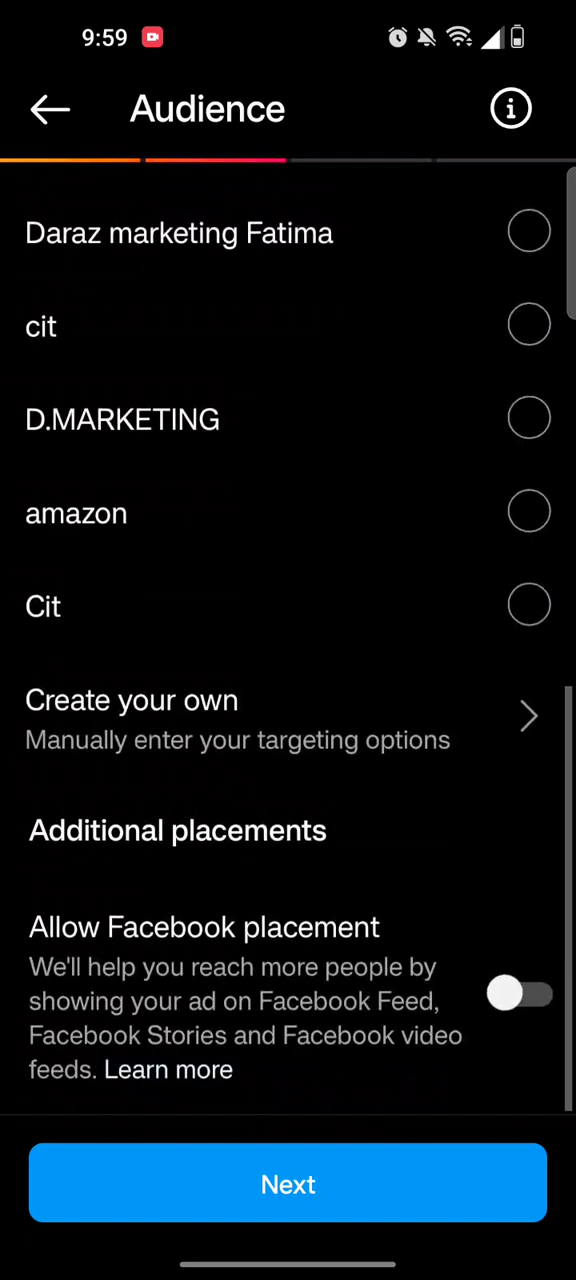 9:59
Audience
Daraz marketing Fatima
cit
D.MARKETING
amazon
Cit
Create your own
Manually enter your targeting options
Additional placements
Allow Facebook placement
We'll help you reach more people by
showing your ad on Facebook Feed,
Facebook Stories and Facebook video
feeds. Learn more
Next